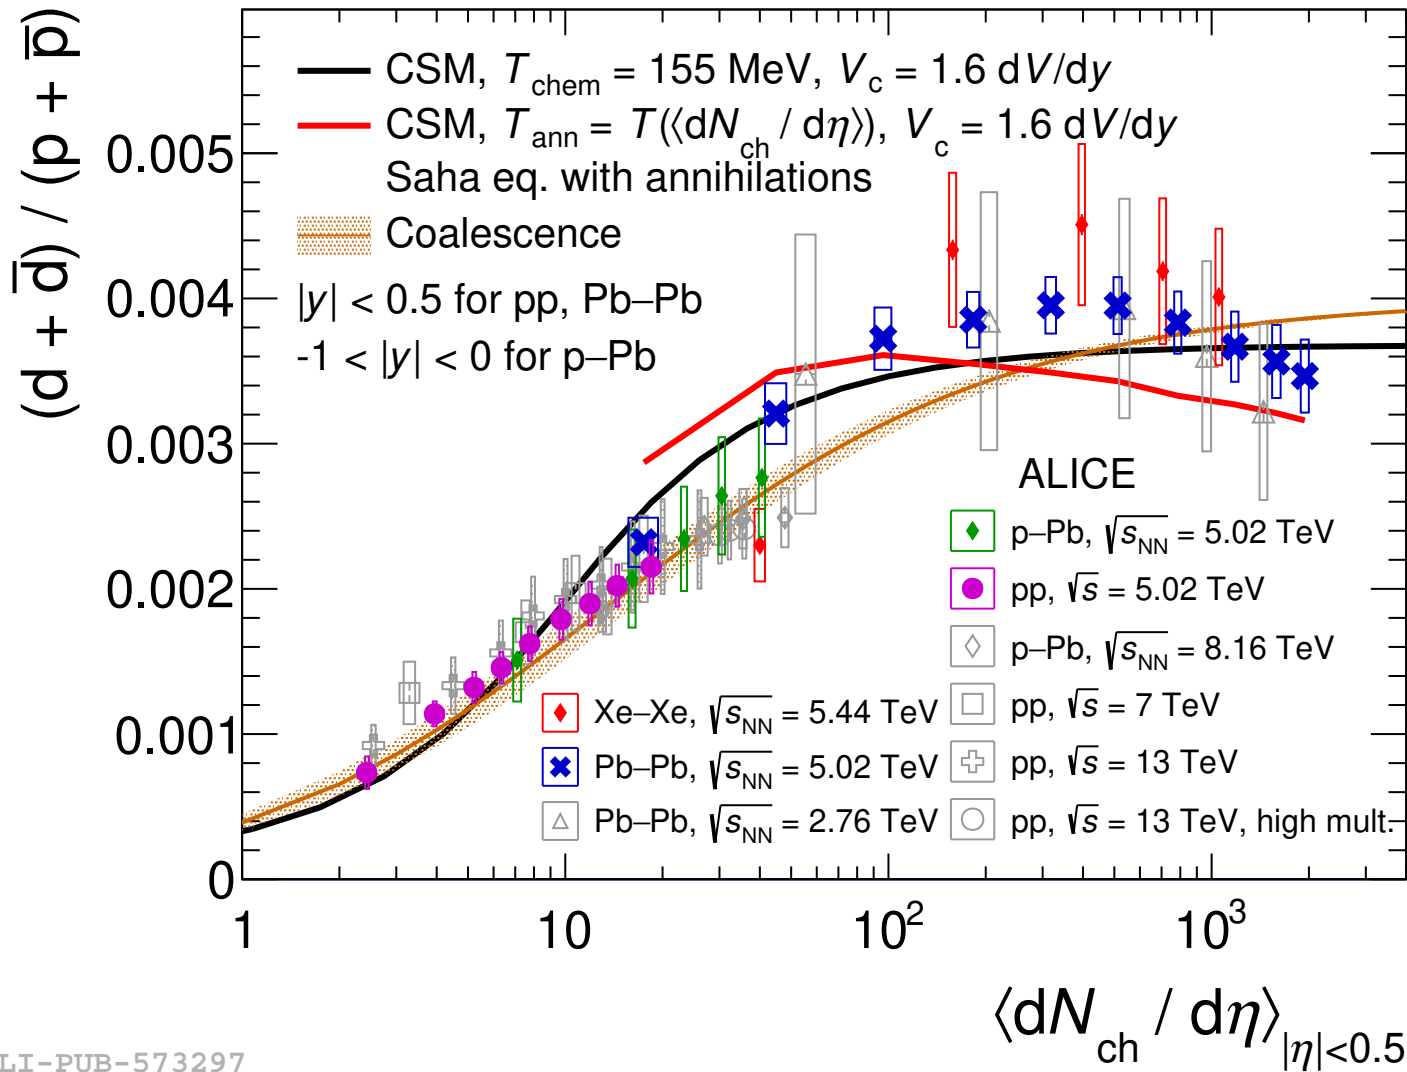 (d + d̅) / (p + p̅)
CSM, T_chem = 155 MeV, V_c = 1.6 dV/dy
CSM, T_ann = T(⟨dN_ch / dη⟩), V_c = 1.6 dV/dy
Saha eq. with annihilations
Coalescence
|y| < 0.5 for pp, Pb–Pb
-1 < |y| < 0 for p–Pb
ALICE
p–Pb, √s_NN = 5.02 TeV
pp, √s = 5.02 TeV
p–Pb, √s_NN = 8.16 TeV
pp, √s = 7 TeV
pp, √s = 13 TeV
pp, √s = 13 TeV, high mult.
Xe–Xe, √s_NN = 5.44 TeV
Pb–Pb, √s_NN = 5.02 TeV
Pb–Pb, √s_NN = 2.76 TeV
0.005
0.004
0.003
0.002
0.001
0
1 10 10² 10³
⟨dN_ch / dη⟩_|η|<0.5
LI-PUB-573297